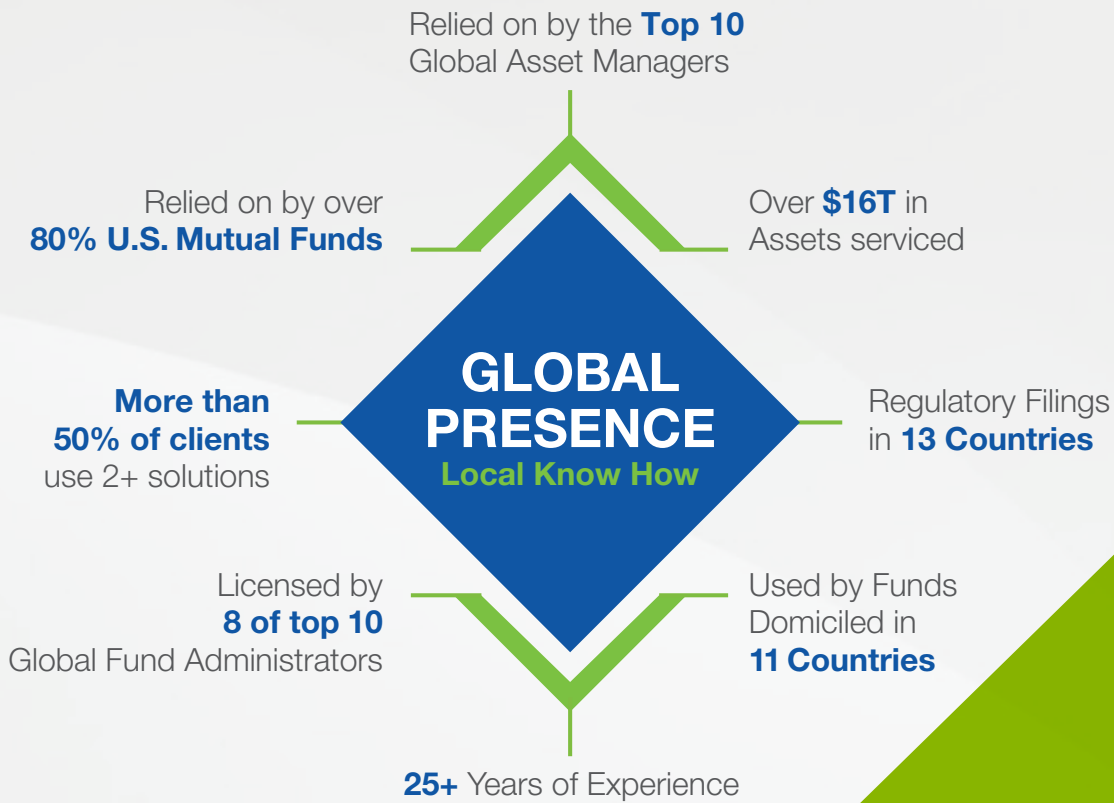 Relied on by the Top 10
Global Asset Managers
Relied on by over
80% U.S. Mutual Funds
Over $16T in
Assets serviced
More than
50% of clients
use 2+ solutions
GLOBAL
PRESENCE
Local Know How
Regulatory Filings
in 13 Countries
Licensed by
8 of top 10
Global Fund Administrators
Used by Funds
Domiciled in
11 Countries
25+ Years of Experience